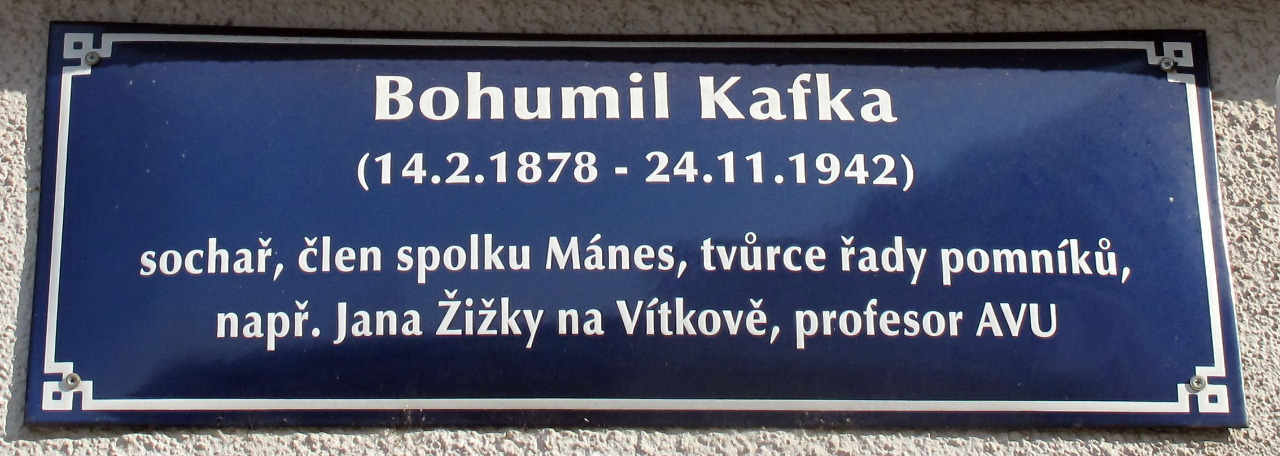 Bohumil Kafka
(14.2.1878 - 24.11.1942)
sochař, člen spolku Mánes, tvůrce řady pomníků,
např. Jana Žižky na Vítkově, profesor AVU